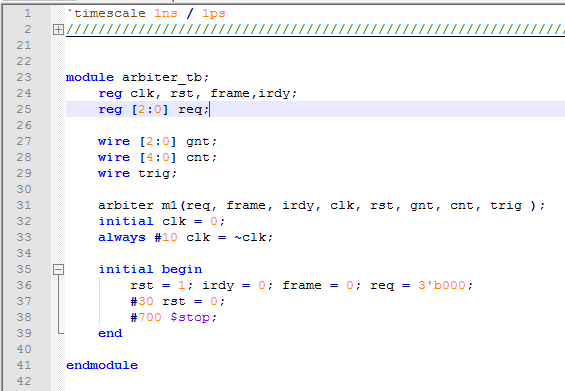 1 `timescale 1ns / 1ps
2 //////////////////////////////////////////////////////////////
21
22
23 module arbiter_tb;
24 reg clk, rst, frame,irdy;
25 reg [2:0] req;
26
27 wire [2:0] gnt;
28 wire [4:0] cnt;
29 wire trig;
30
31 arbiter m1(req, frame, irdy, clk, rst, gnt, cnt, trig );
32 initial clk = 0;
33 always #10 clk = ~clk;
34
35 initial begin
36 rst = 1; irdy = 0; frame = 0; req = 3'b000;
37 #30 rst = 0;
38 #700 $stop;
39 end
40
41 endmodule
42